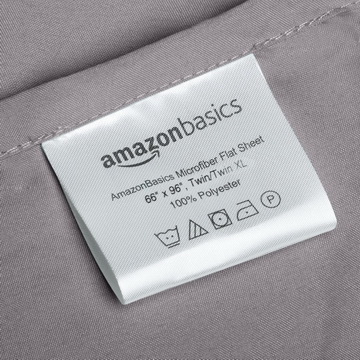 amazonbasics
AmazonBasics Microfiber Flat Sheet
66" x 96", Twin/Twin XL
100% Polyester
P